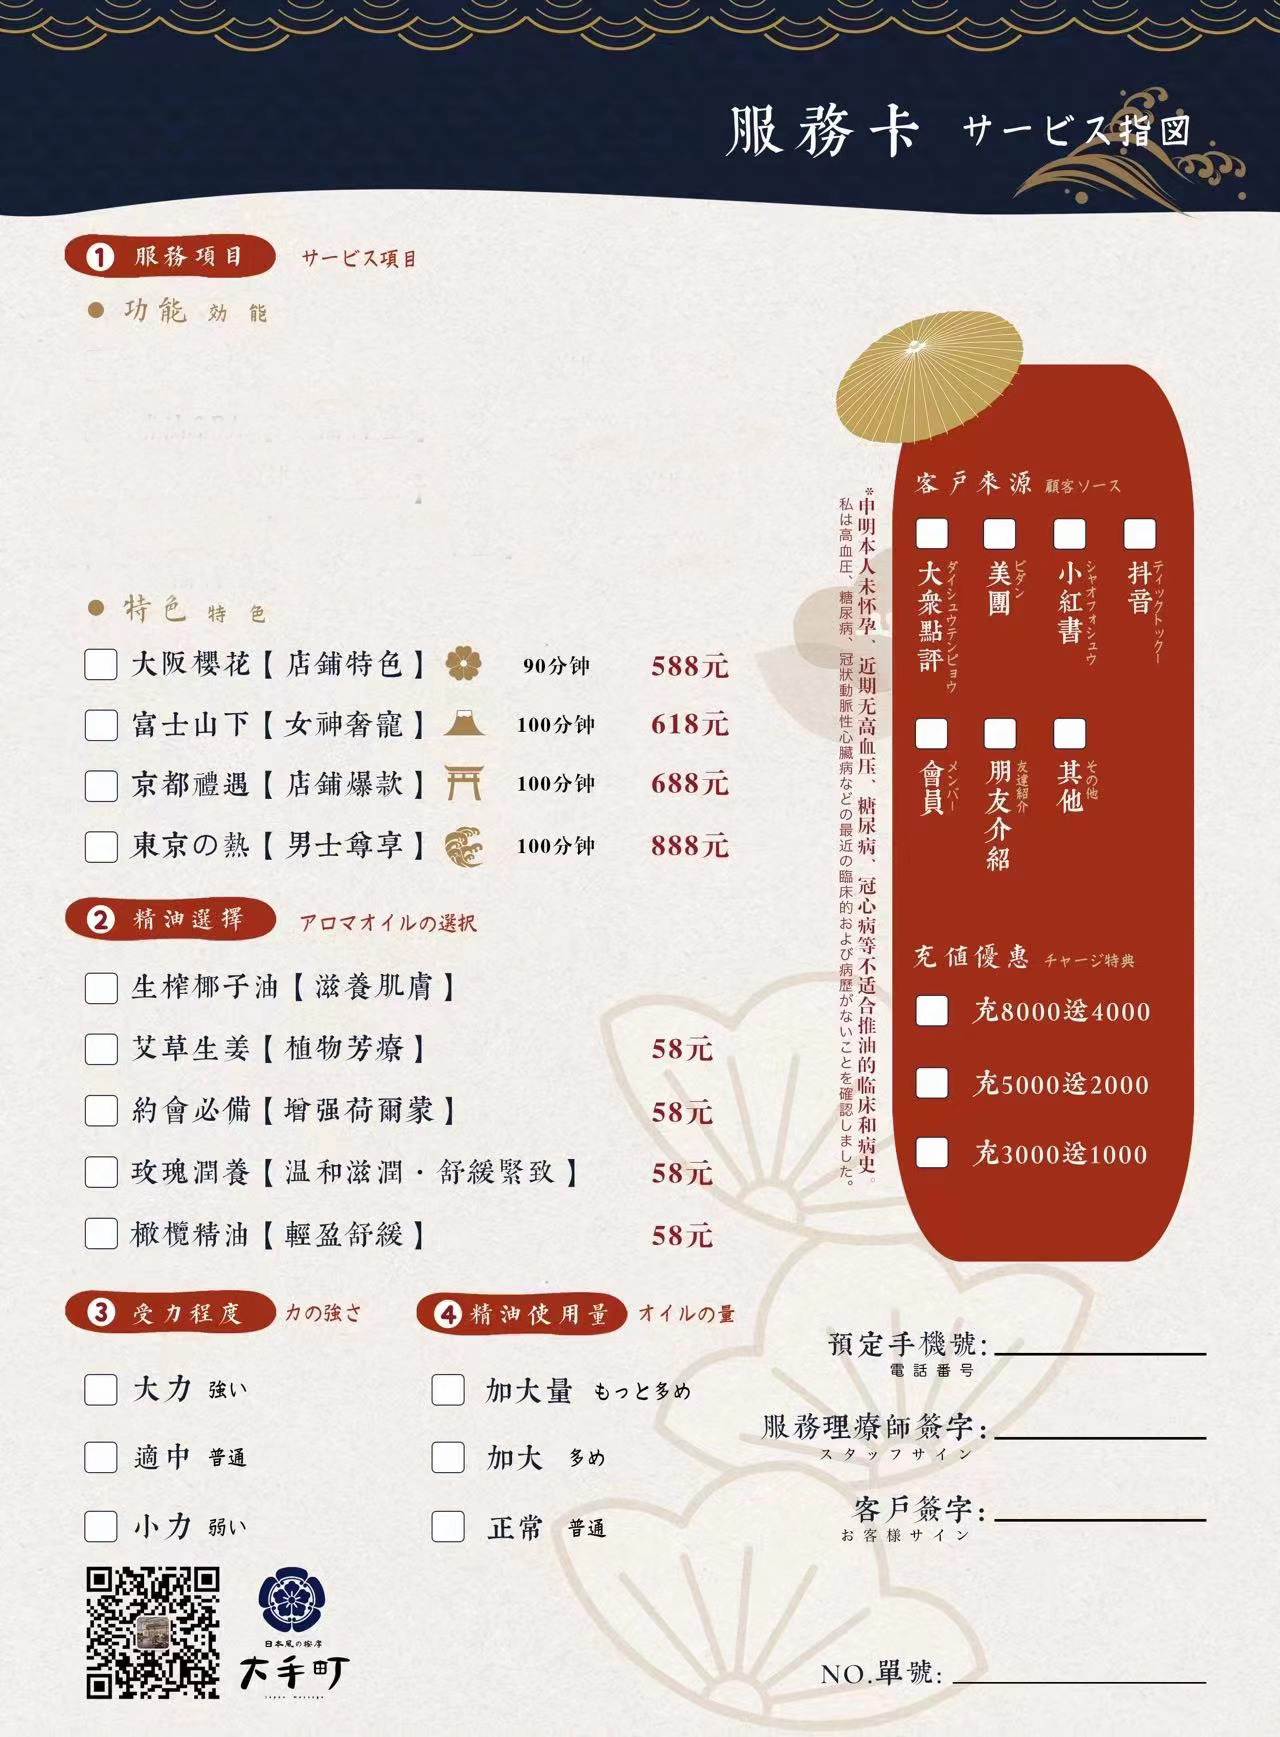 服務卡 サービス指図
1 服務項目 サービス項目
功能 効能
特色 特色
大阪櫻花【店鋪特色】 90分钟 588元
富士山下【女神奢寵】 100分钟 618元
京都禮遇【店鋪爆款】 100分钟 688元
東京の熱【男士尊享】 100分钟 888元
2 精油選擇 アロマオイルの選択
生榨椰子油【滋養肌膚】
艾草生姜【植物芳療】 58元
約會必備【增强荷爾蒙】 58元
玫瑰潤養【温和滋潤·舒緩緊致】 58元
橄欖精油【輕盈舒緩】 58元
3 受力程度 力の強さ
大力 強い
適中 普通
小力 弱い
4 精油使用量 オイルの量
加大量 もっと多め
加大 多め
正常 普通
*申明本人未怀孕、近期无高血压、糖尿病、冠心病等不适合推油的临床和病史。
私は高血圧、糖尿病、冠狀動脈性心臓病などの最近の臨床的および病歴がないことを確認しました。
客戶來源 顧客ソース
大衆點評 ダイシュウテンピョウ
美團 ビダン
小紅書 シャオフォシュウ
抖音 ティックトックー
會員 メンバー
朋友介紹 友達紹介
其他 その他
充値優惠 チャージ特典
充8000送4000
充5000送2000
充3000送1000
預定手機號:
電話番号
服務理療師簽字:
スタッフサイン
客戶簽字:
お客様サイン
NO.單號:
日本風の按摩
大手町